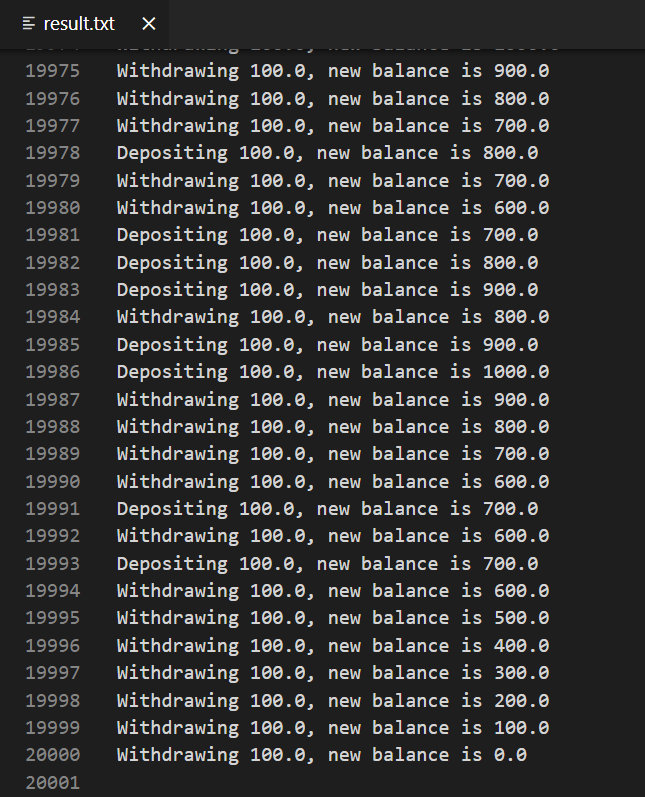 result.txt
19975 Withdrawing 100.0, new balance is 900.0
19976 Withdrawing 100.0, new balance is 800.0
19977 Withdrawing 100.0, new balance is 700.0
19978 Depositing 100.0, new balance is 800.0
19979 Withdrawing 100.0, new balance is 700.0
19980 Withdrawing 100.0, new balance is 600.0
19981 Depositing 100.0, new balance is 700.0
19982 Depositing 100.0, new balance is 800.0
19983 Depositing 100.0, new balance is 900.0
19984 Withdrawing 100.0, new balance is 800.0
19985 Depositing 100.0, new balance is 900.0
19986 Depositing 100.0, new balance is 1000.0
19987 Withdrawing 100.0, new balance is 900.0
19988 Withdrawing 100.0, new balance is 800.0
19989 Withdrawing 100.0, new balance is 700.0
19990 Withdrawing 100.0, new balance is 600.0
19991 Depositing 100.0, new balance is 700.0
19992 Withdrawing 100.0, new balance is 600.0
19993 Depositing 100.0, new balance is 700.0
19994 Withdrawing 100.0, new balance is 600.0
19995 Withdrawing 100.0, new balance is 500.0
19996 Withdrawing 100.0, new balance is 400.0
19997 Withdrawing 100.0, new balance is 300.0
19998 Withdrawing 100.0, new balance is 200.0
19999 Withdrawing 100.0, new balance is 100.0
20000 Withdrawing 100.0, new balance is 0.0
20001